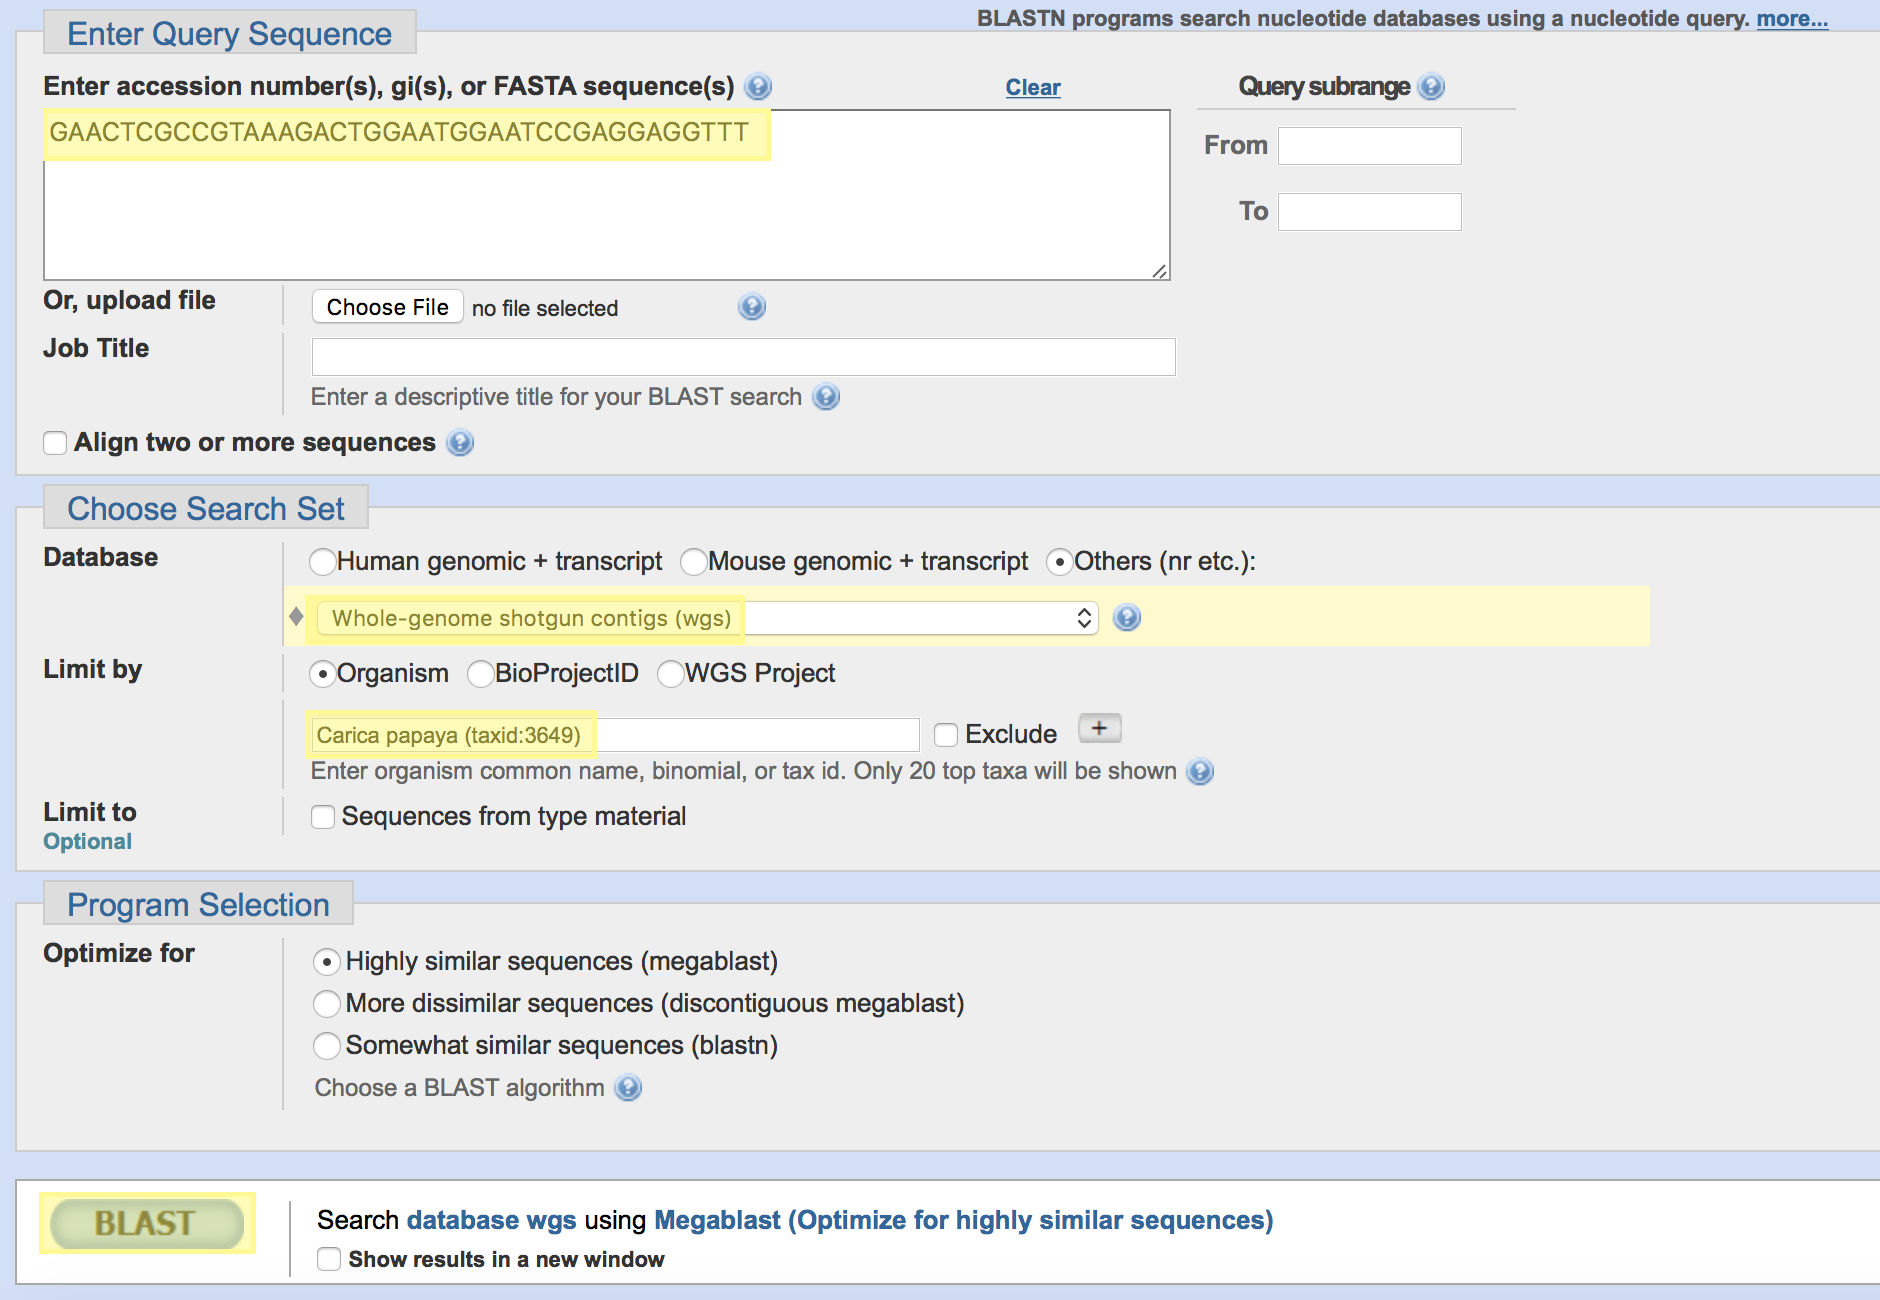 BLASTN programs search nucleotide databases using a nucleotide query. more...
Enter Query Sequence
Enter accession number(s), gi(s), or FASTA sequence(s) Clear Query subrange
GAACTCGCCGTAAAGACTGGAATGGAATCCGAGGAGGTTT
From
To
Or, upload file Choose File no file selected
Job Title
Enter a descriptive title for your BLAST search
Align two or more sequences
Choose Search Set
Database Human genomic + transcript Mouse genomic + transcript Others (nr etc.):
Whole-genome shotgun contigs (wgs)
Limit by Organism BioProjectID WGS Project
Carica papaya (taxid:3649) Exclude +
Enter organism common name, binomial, or tax id. Only 20 top taxa will be shown
Limit to Sequences from type material
Optional
Program Selection
Optimize for Highly similar sequences (megablast)
More dissimilar sequences (discontiguous megablast)
Somewhat similar sequences (blastn)
Choose a BLAST algorithm
BLAST Search database wgs using Megablast (Optimize for highly similar sequences)
Show results in a new window